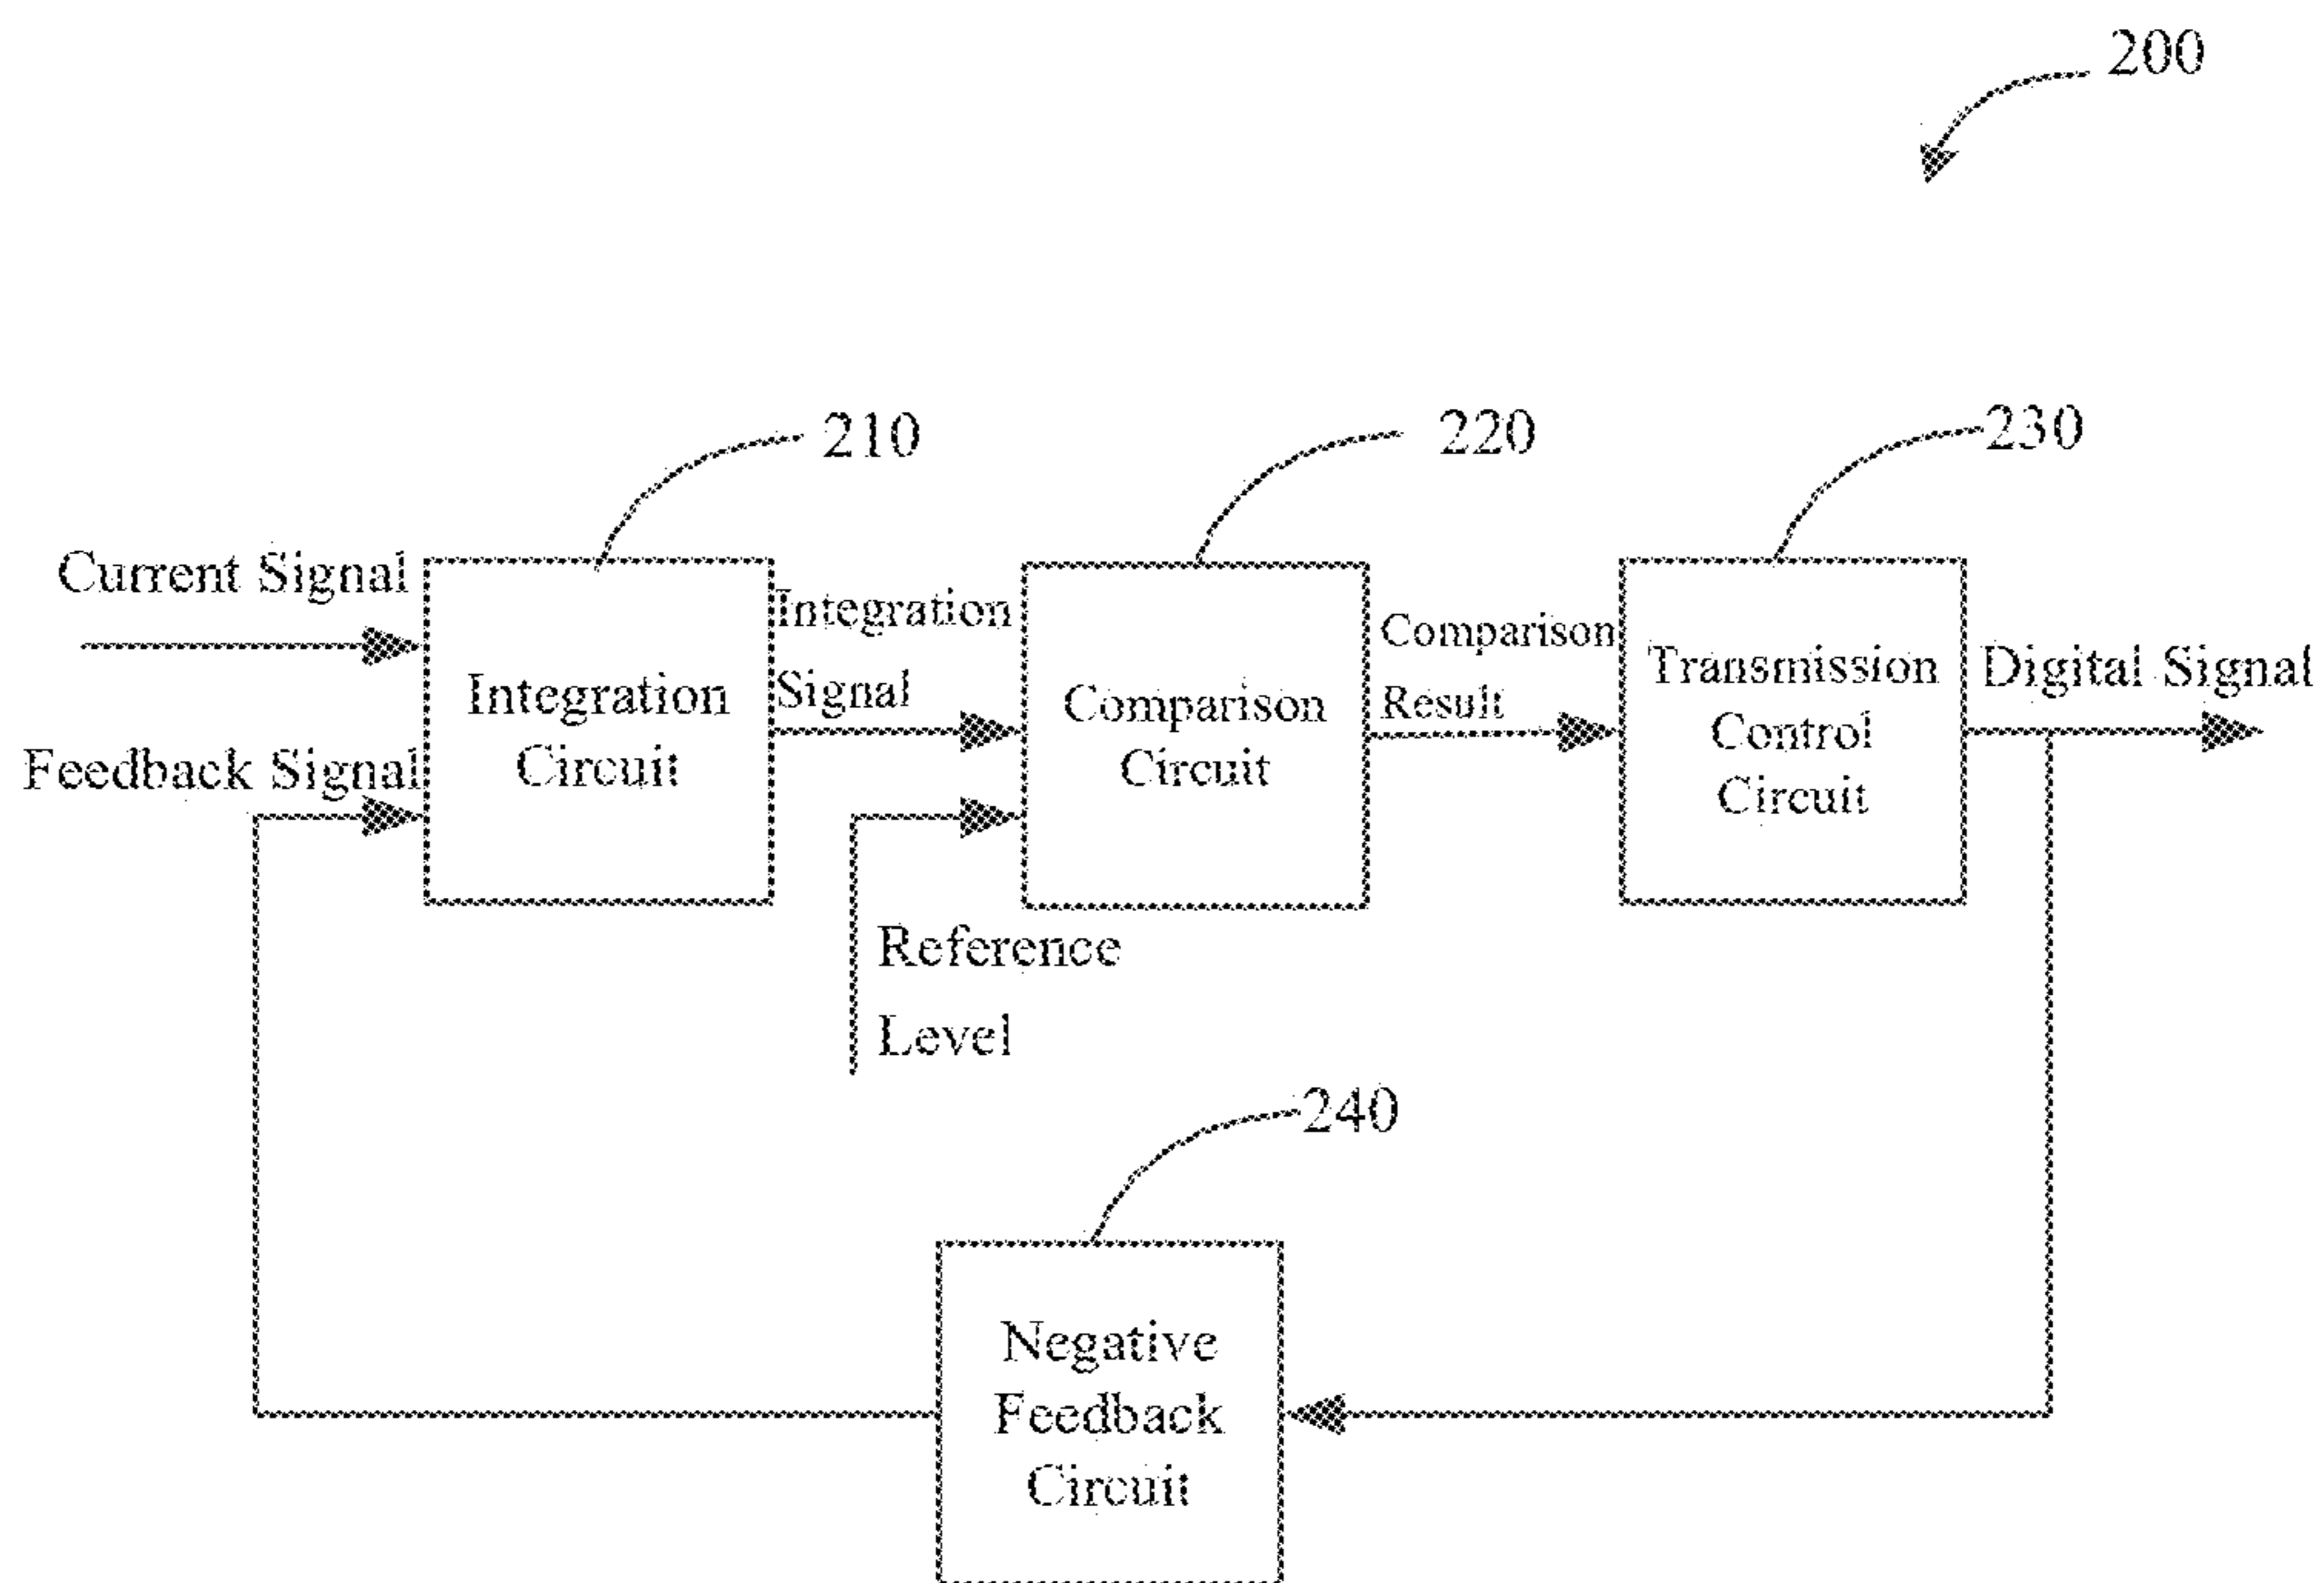 200
210
220
230
Current Signal
Integration
Signal
Comparison
Result
Digital Signal
Feedback Signal
Integration
Circuit
Comparison
Circuit
Transmission
Control
Circuit
Reference
Level
240
Negative
Feedback
Circuit